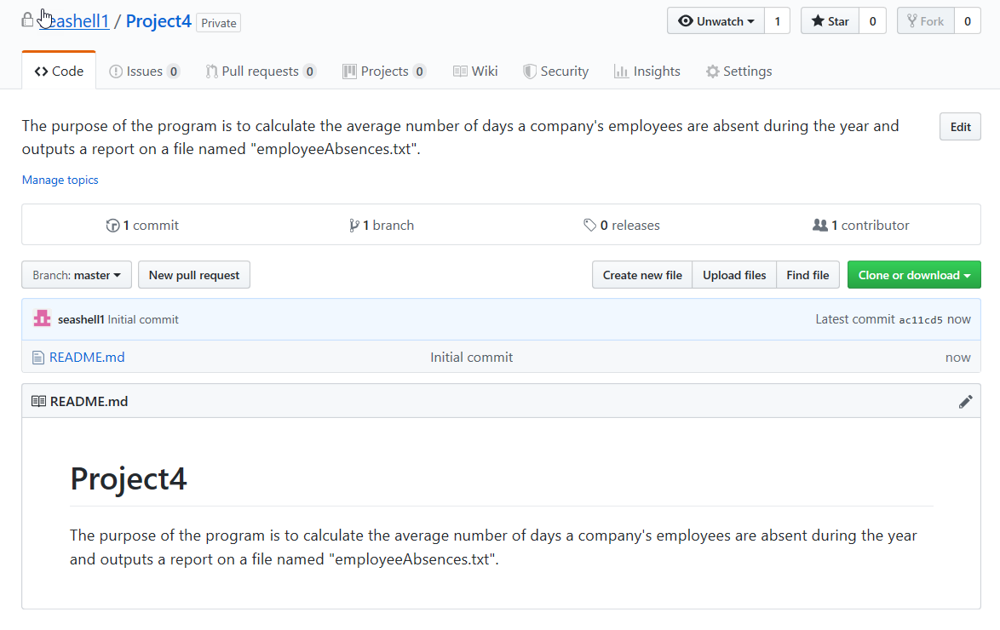 seashell1 / Project4 Private Unwatch 1 Star 0 Fork 0
Code Issues 0 Pull requests 0 Projects 0 Wiki Security Insights Settings
The purpose of the program is to calculate the average number of days a company's employees are absent during the year and
outputs a report on a file named "employeeAbsences.txt".
Edit
Manage topics
1 commit 1 branch 0 releases 1 contributor
Branch: master New pull request Create new file Upload files Find file Clone or download
seashell1 Initial commit Latest commit ac11cd5 now
README.md Initial commit now
README.md
Project4
The purpose of the program is to calculate the average number of days a company's employees are absent during the year
and outputs a report on a file named "employeeAbsences.txt".